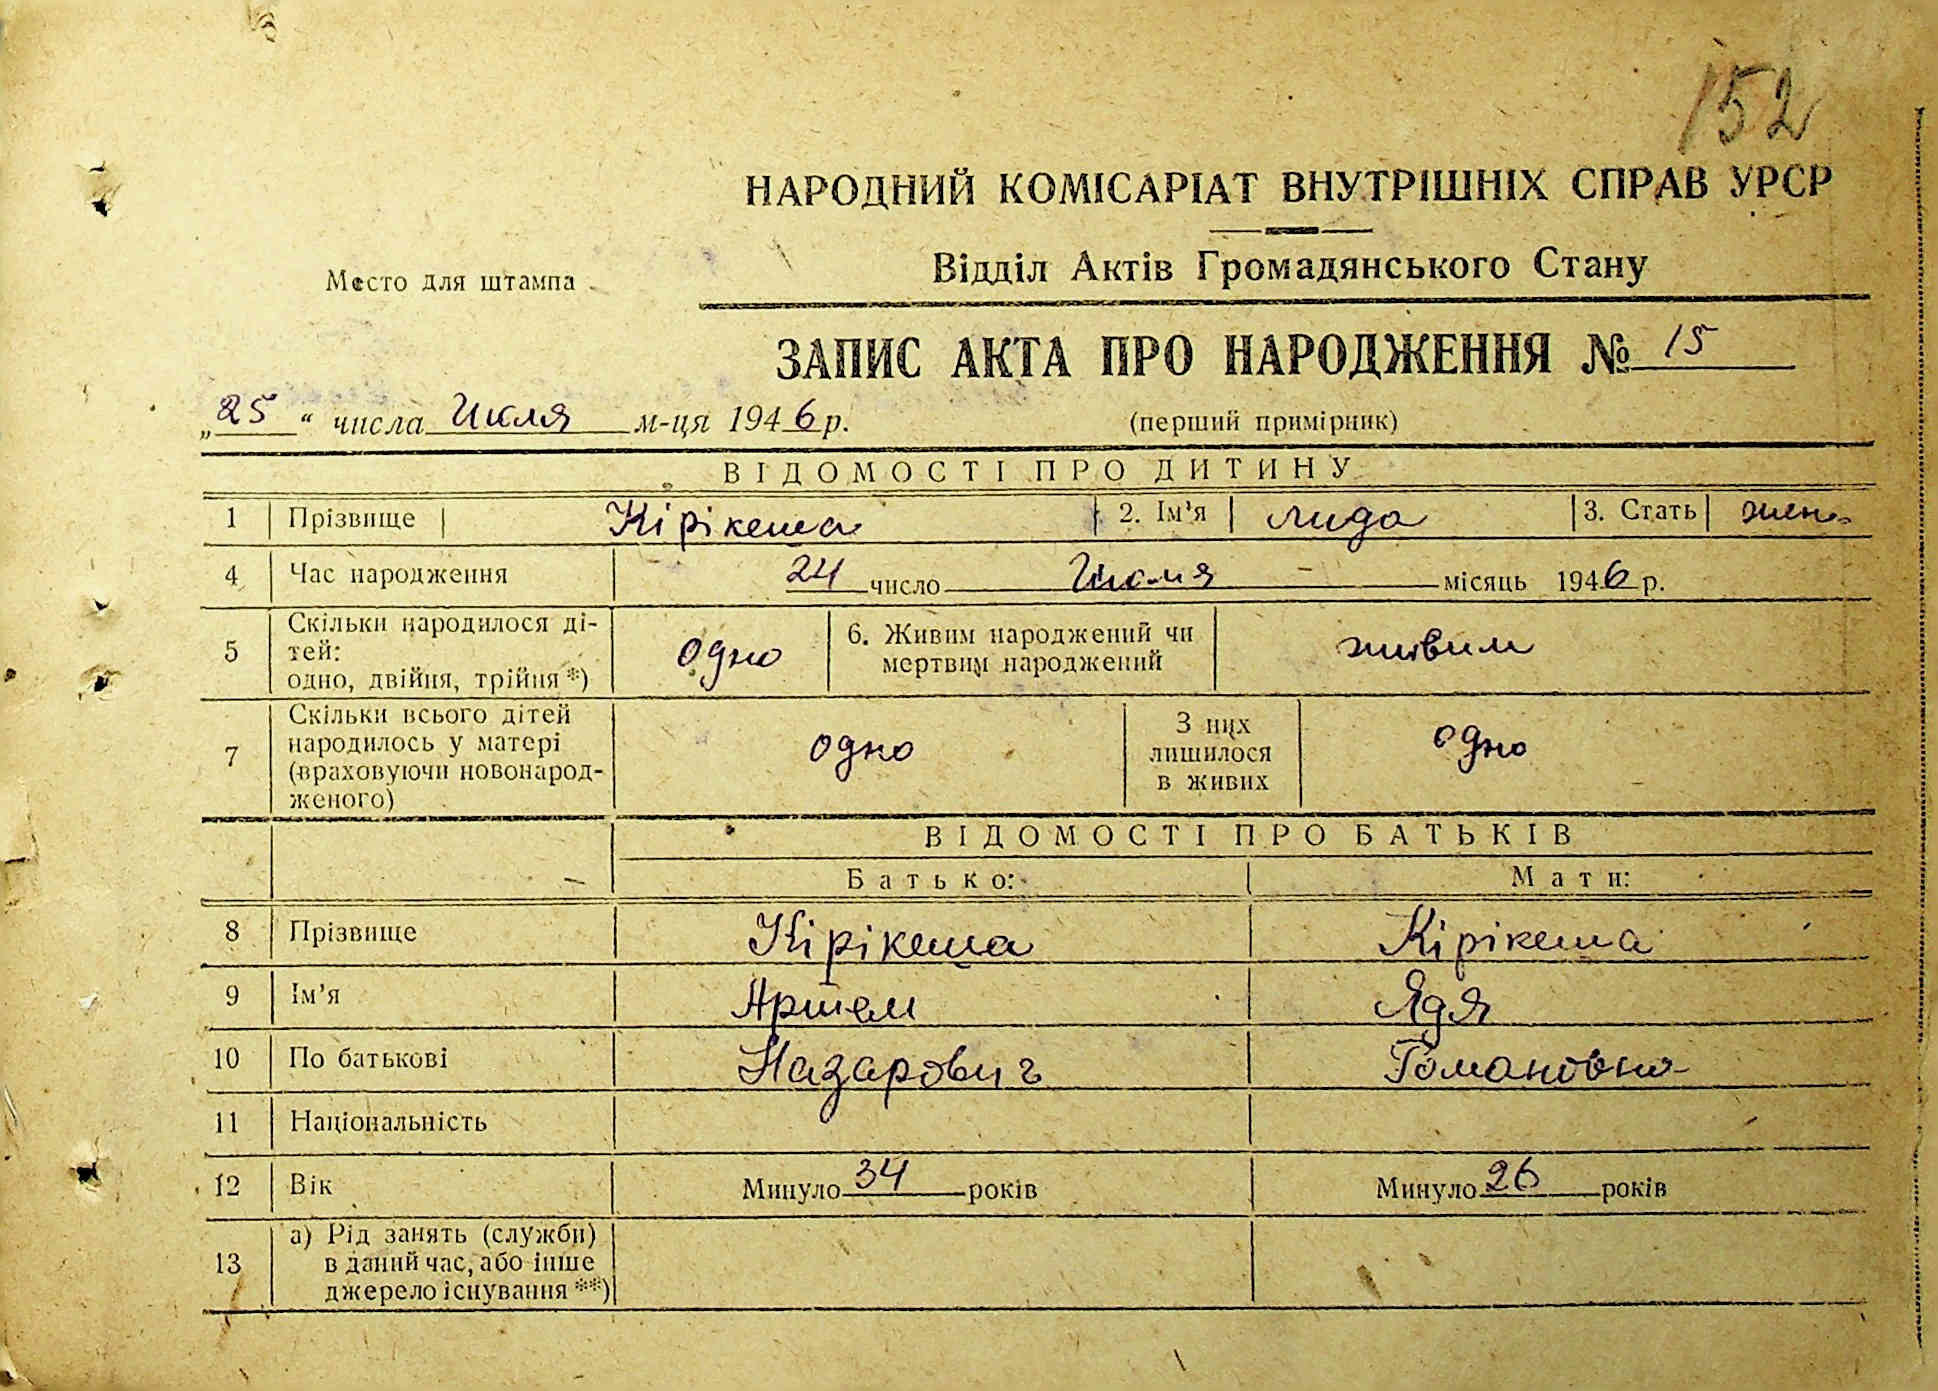 152
НАРОДНИЙ КОМІСАРІАТ ВНУТРІШНІХ СПРАВ УРСР
Место для штампа
Відділ Актів Громадянського Стану
ЗАПИС АКТА ПРО НАРОДЖЕННЯ № 15
„25“ числа Июля м-ця 1946 р. (перший примірник)
ВІДОМОСТІ ПРО ДИТИНУ
1 Прізвище Кірікеша 2. Ім’я Лида 3. Стать жен.
4 Час народження 24 число Июля місяць 1946 р.
5 Скільки народилося ді-
тей:
одно, двійня, трійня *) одно 6. Живим народжений чи
мертвим народжений живим
7 Скільки всього дітей
народилось у матері
(враховуючи новонарод-
женого) одно З них
лишилося
в живих одно
ВІДОМОСТІ ПРО БАТЬКІВ
Батько: Мати:
8 Прізвище Кірікеша Кірікеша
9 Ім’я Артем Ядя
10 По батькові Назарович Романовна
11 Національність
12 Вік Минуло 34 років Минуло 26 років
13 а) Рід занять (служби)
в даний час, або інше
джерело існування **)